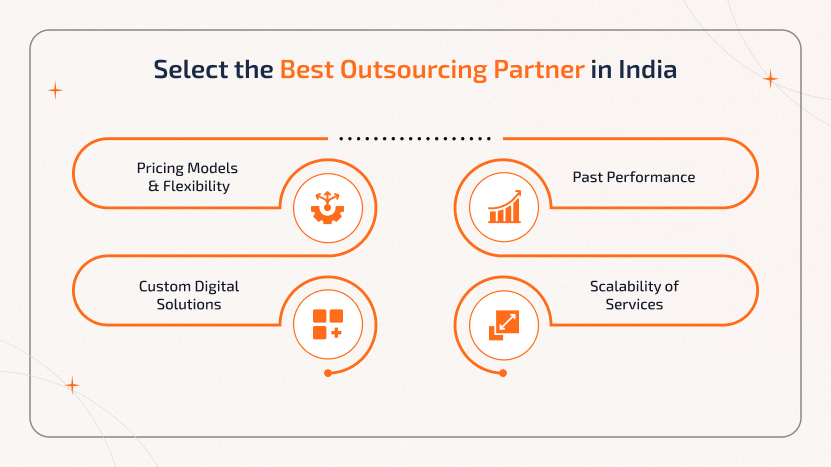 Select the Best Outsourcing Partner in India
Pricing Models
& Flexibility
Past Performance
Custom Digital
Solutions
Scalability of
Services